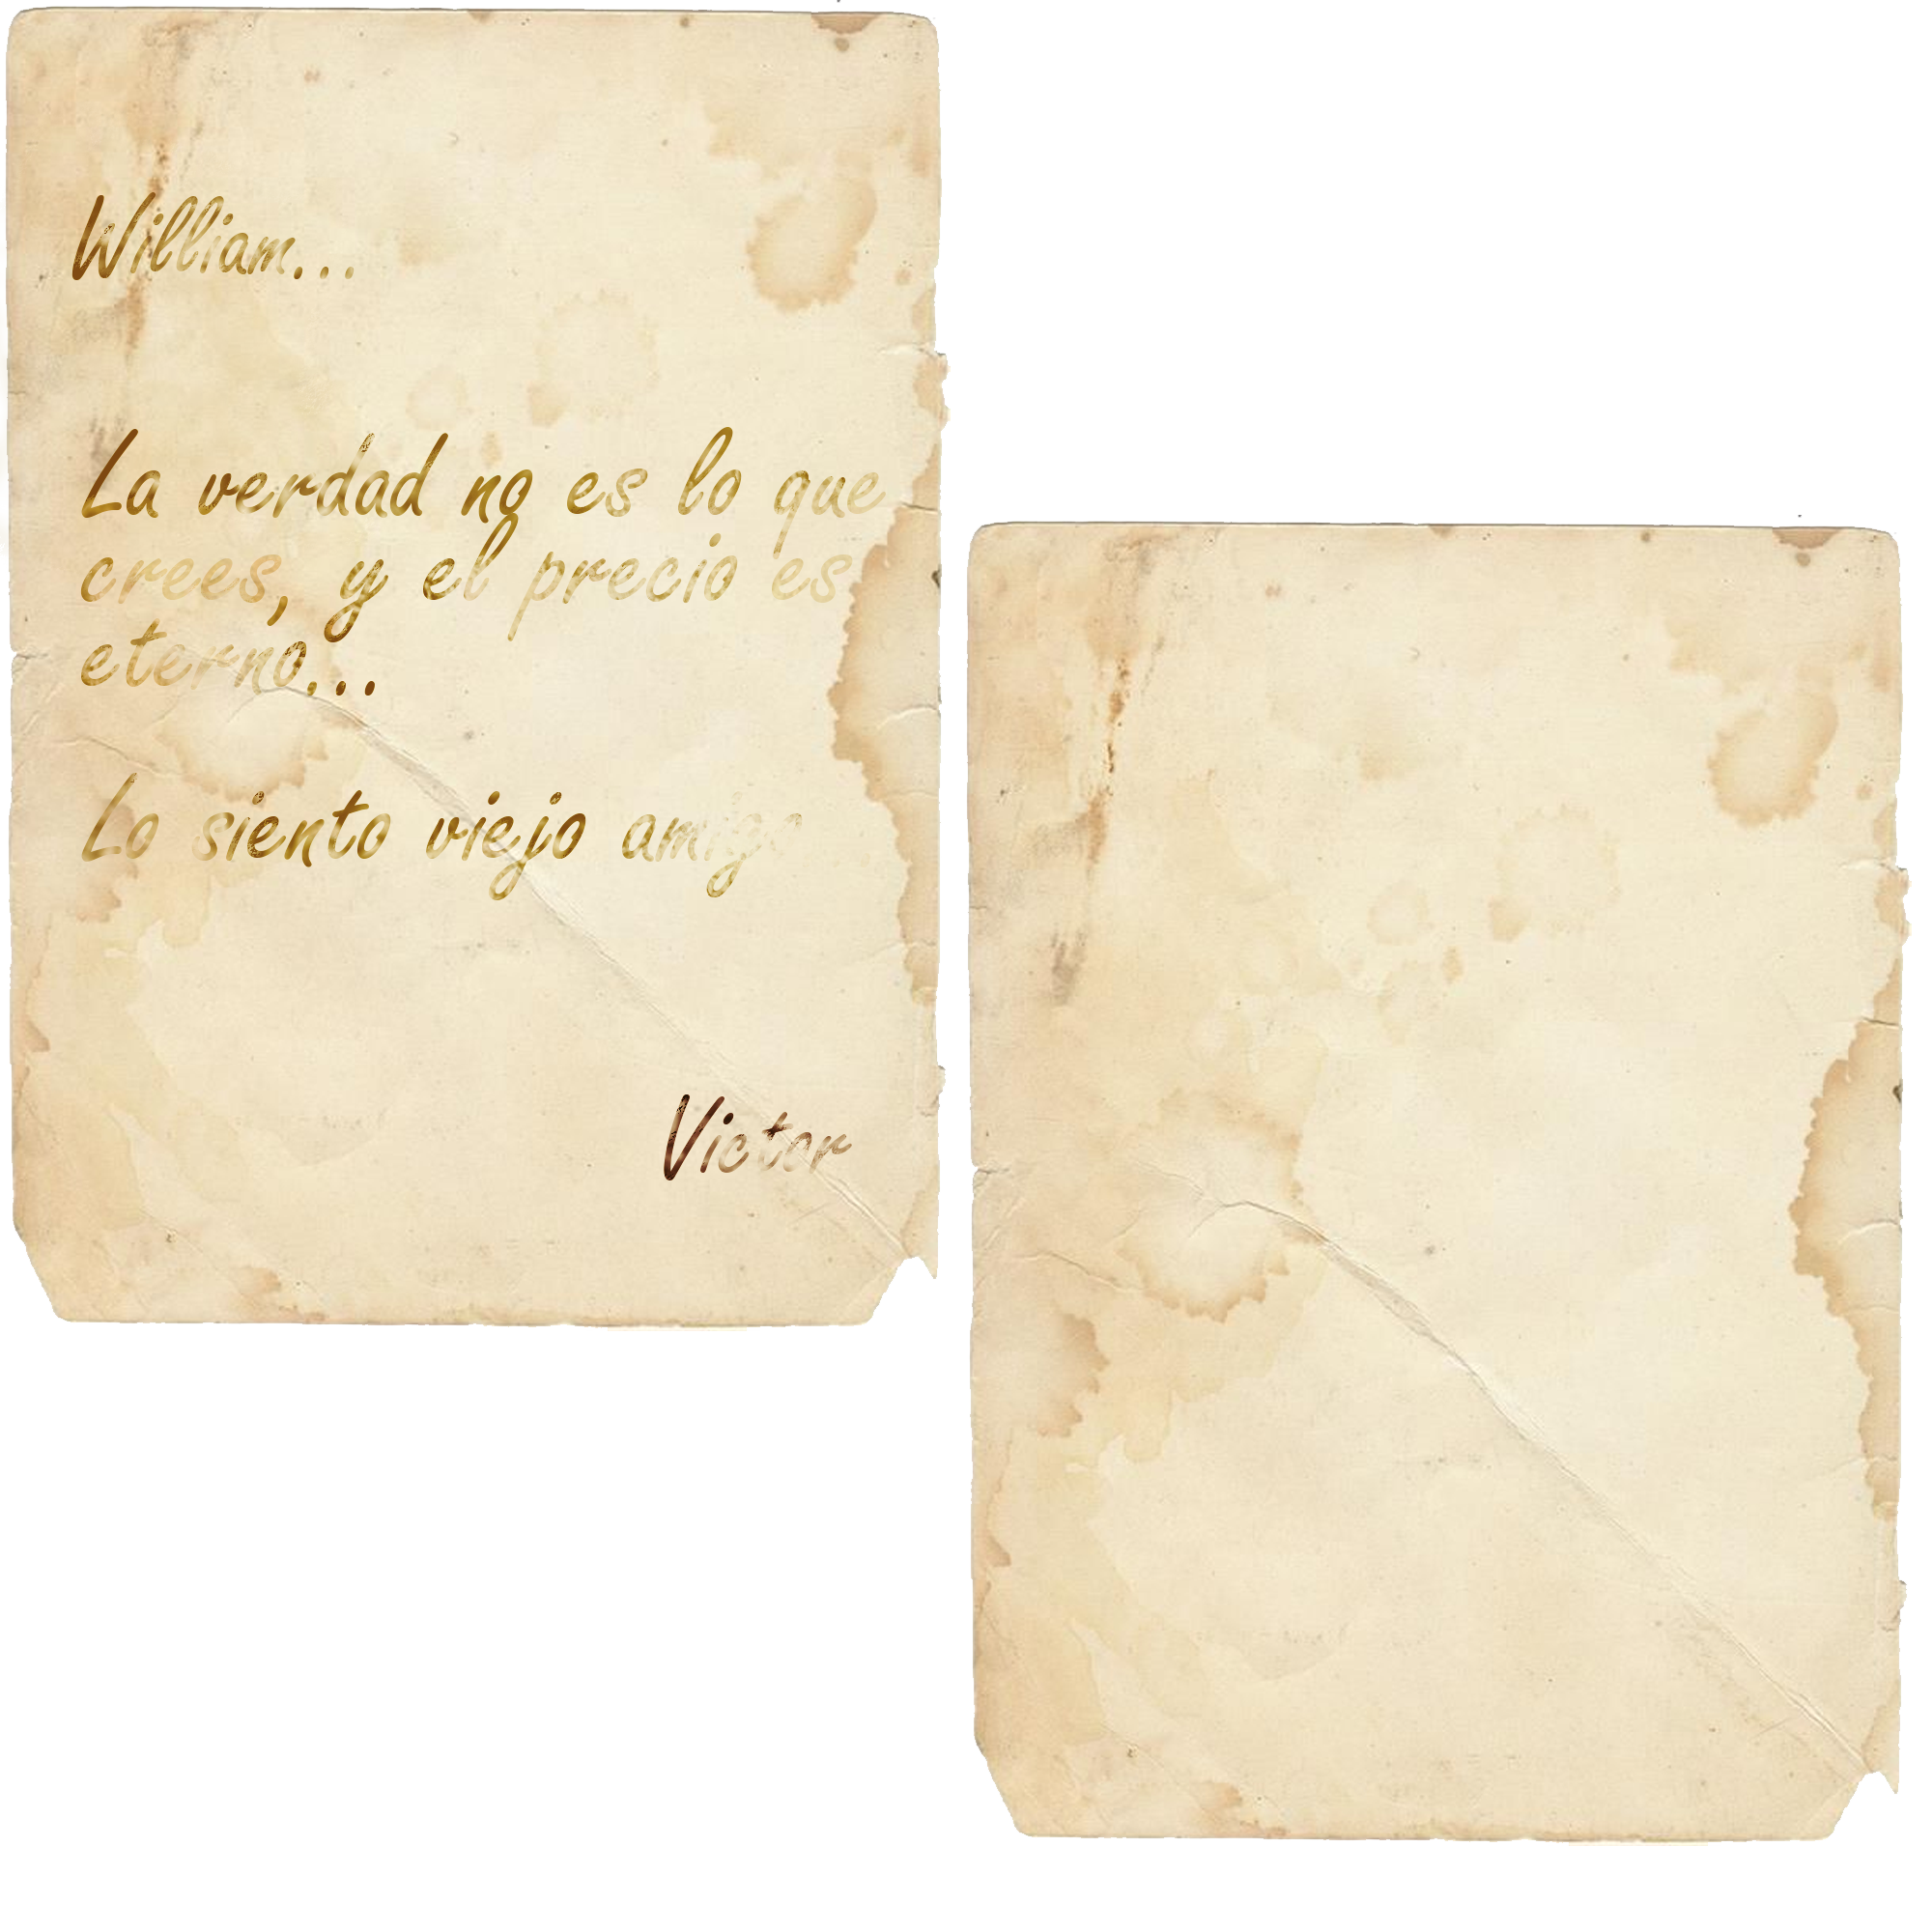 William...
La verdad no es lo que
crees, y el precio es
eterno...
Lo siento viejo amigo
Victor